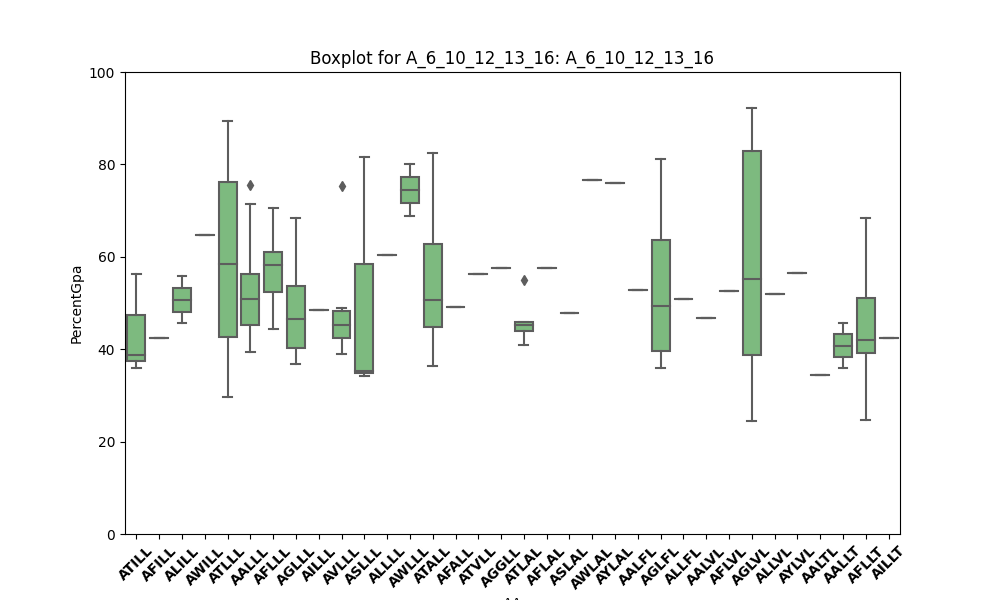 Boxplot for A_6_10_12_13_16: A_6_10_12_13_16
100
80
60
40
20
0
PercentGpa
ATILL
AFILL
ALILL
AWILL
ATLLL
AALLL
AFLLL
AGLLL
AILLL
AVLLL
ASLLL
ALLLL
AWLLL
ATALL
AFALL
ATVLL
AGGLL
ATLAL
AFLAL
ASLAL
AWLAL
AYLAL
AALFL
AGLFL
ALLFL
AALVL
AFLVL
AGLVL
ALLVL
AYLVL
AALTL
AALLT
AFLLT
AILLT